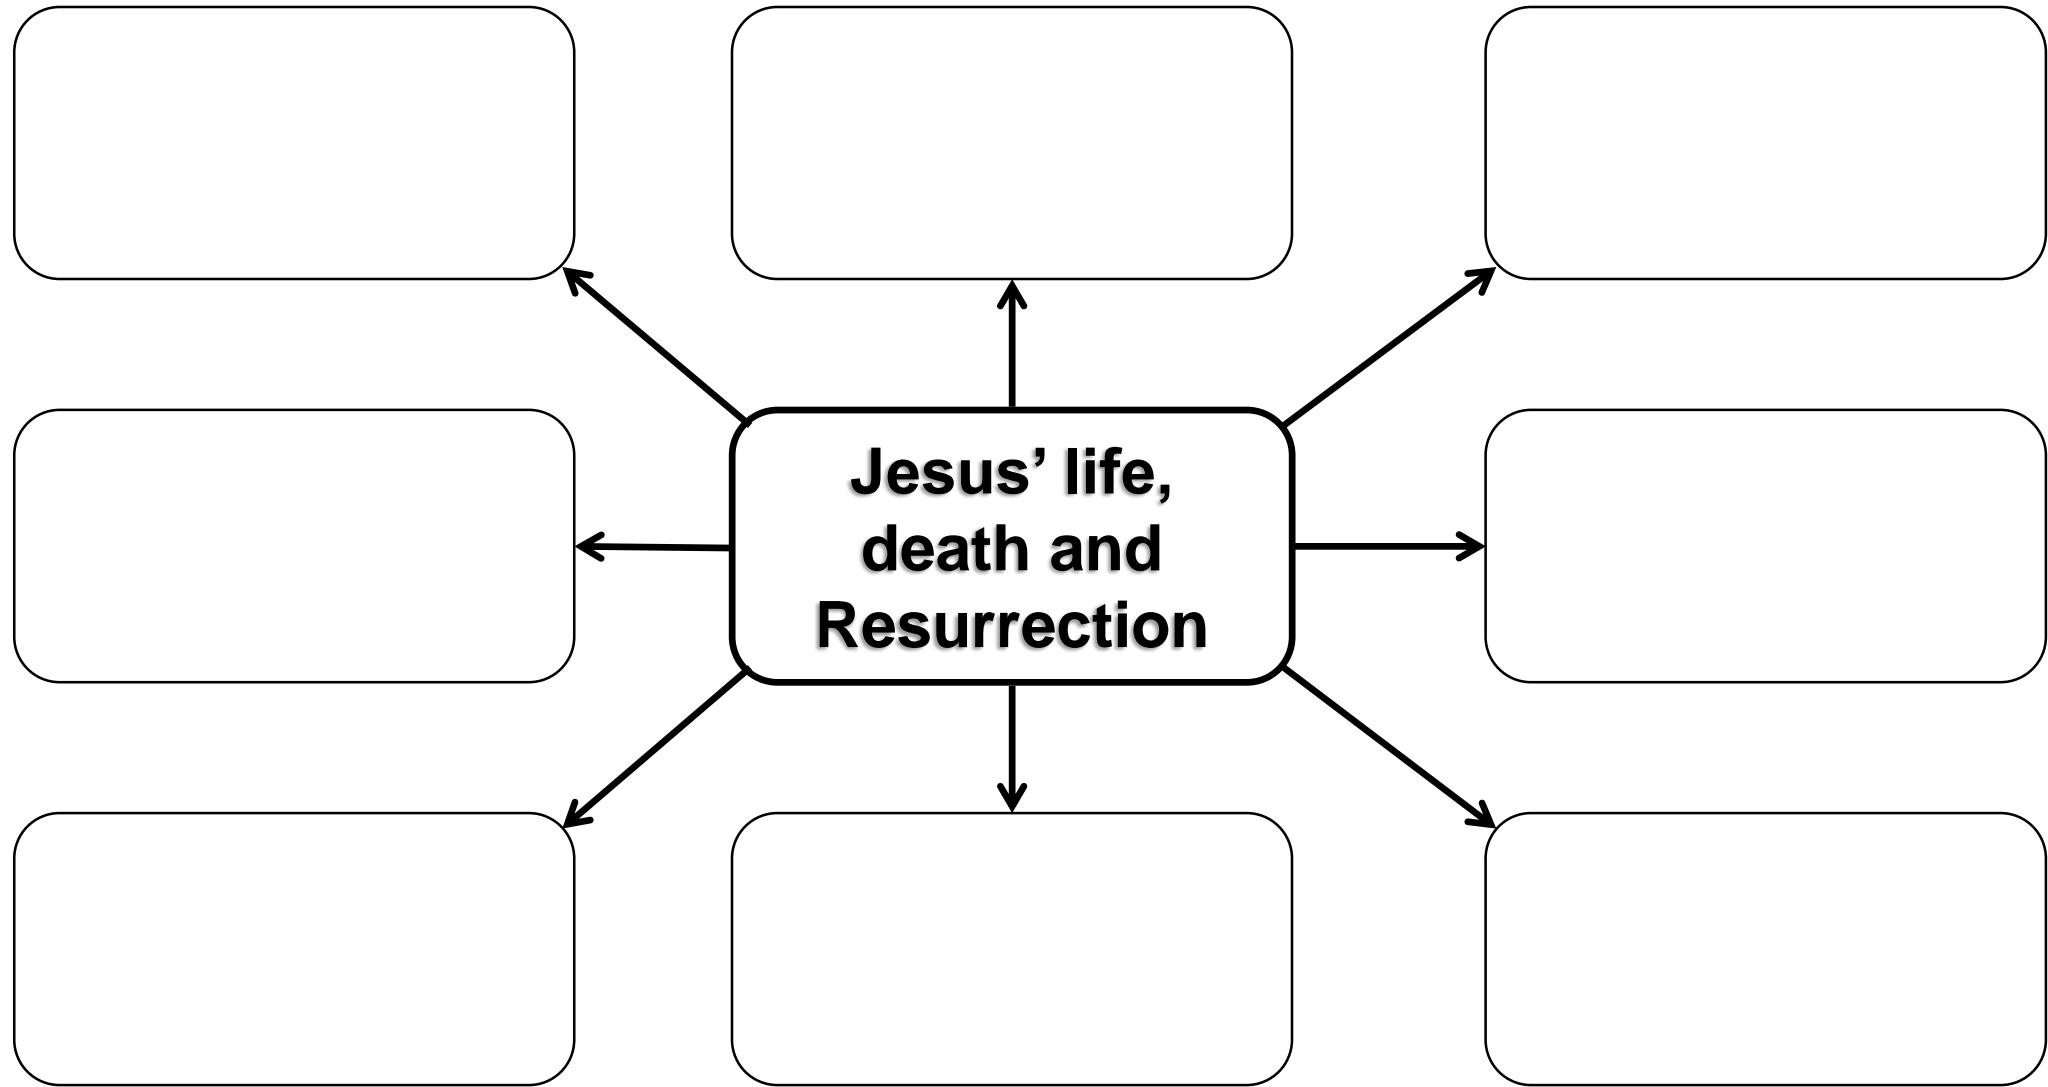 Jesus’ life,
death and
Resurrection